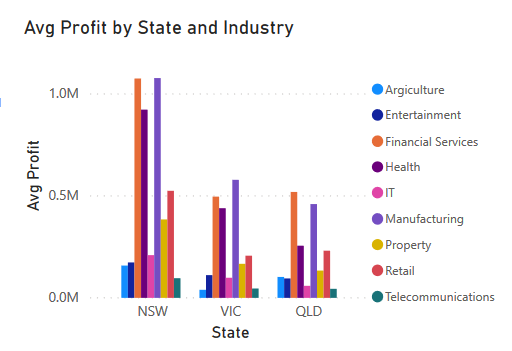 Avg Profit by State and Industry
1.0M
0.5M
0.0M
Avg Profit
NSW
VIC
QLD
State
Argiculture
Entertainment
Financial Services
Health
IT
Manufacturing
Property
Retail
Telecommunications